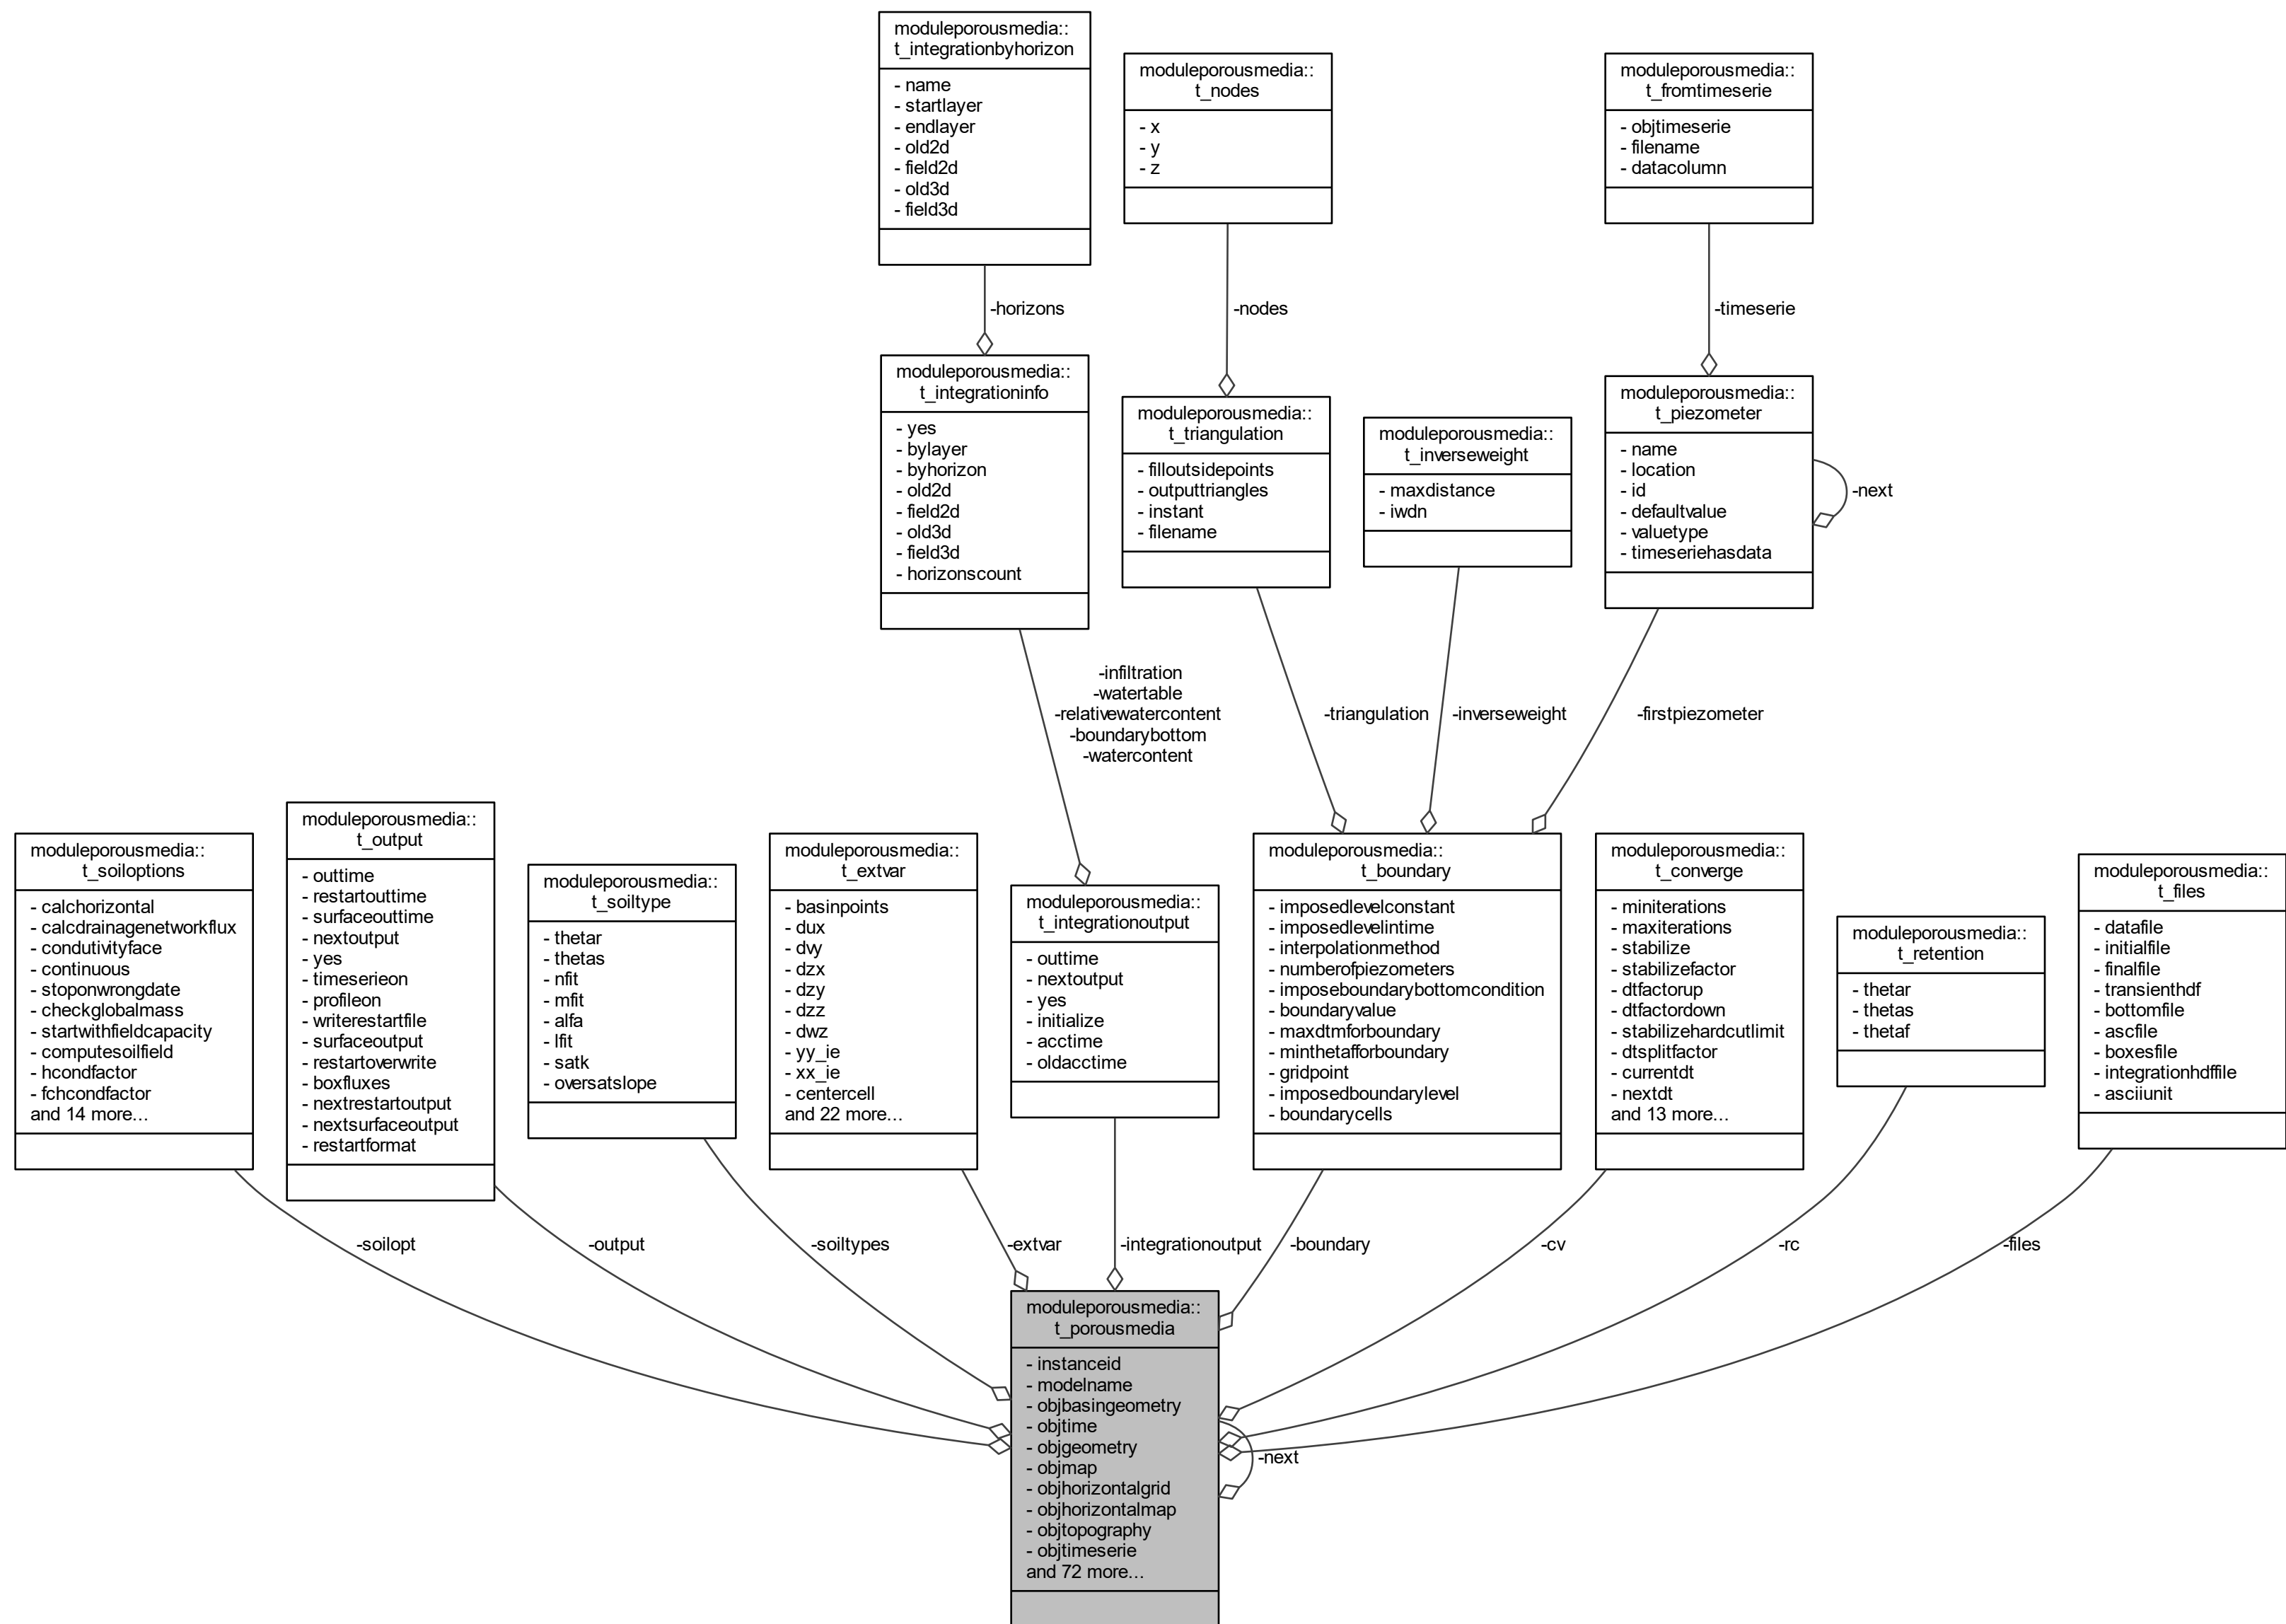 moduleporousmedia::
t_integrationbyhorizon
- name
- startlayer
- endlayer
- old2d
- field2d
- old3d
- field3d
moduleporousmedia::
t_nodes
- x
- y
- z
moduleporousmedia::
t_fromtimeserie
- objtimeserie
- filename
- datacolumn
-horizons
-nodes
-timeserie
moduleporousmedia::
t_integrationinfo
- yes
- bylayer
- byhorizon
- old2d
- field2d
- old3d
- field3d
- horizonscount
moduleporousmedia::
t_triangulation
- filloutsidepoints
- outputtriangles
- instant
- filename
moduleporousmedia::
t_inverseweight
- maxdistance
- iwdn
moduleporousmedia::
t_piezometer
- name
- location
- id
- defaultvalue
- valuetype
- timeseriehasdata
-next
-infiltration
-watertable
-relativewatercontent
-boundarybottom
-watercontent
-triangulation
-inverseweight
-firstpiezometer
moduleporousmedia::
t_soiloptions
- calchorizontal
- calcdrainagenetworkflux
- condutivityface
- continuous
- stoponwrongdate
- checkglobalmass
- startwithfieldcapacity
- computesoilfield
- hcondfactor
- fchcondfactor
and 14 more...
moduleporousmedia::
t_output
- outtime
- restartouttime
- surfaceouttime
- nextoutput
- yes
- timeserieon
- profileon
- writerestartfile
- surfaceoutput
- restartoverwrite
- boxfluxes
- nextrestartoutput
- nextsurfaceoutput
- restartformat
moduleporousmedia::
t_soiltype
- thetar
- thetas
- nfit
- mfit
- alfa
- lfit
- satk
- oversatslope
moduleporousmedia::
t_extvar
- basinpoints
- dux
- dvy
- dzx
- dzy
- dzz
- dwz
- yy_ie
- xx_ie
- centercell
and 22 more...
moduleporousmedia::
t_integrationoutput
- outtime
- nextoutput
- yes
- initialize
- acctime
- oldacctime
moduleporousmedia::
t_boundary
- imposedlevelconstant
- imposedlevelintime
- interpolationmethod
- numberofpiezometers
- imposeboundarybottomcondition
- boundaryvalue
- maxdtmforboundary
- minthetafforboundary
- gridpoint
- imposedboundarylevel
- boundarycells
moduleporousmedia::
t_converge
- miniterations
- maxiterations
- stabilize
- stabilizefactor
- dtfactorup
- dtfactordown
- stabilizehardcutlimit
- dtsplitfactor
- currentdt
- nextdt
and 13 more...
moduleporousmedia::
t_retention
- thetar
- thetas
- thetaf
moduleporousmedia::
t_files
- datafile
- initialfile
- finalfile
- transienthdf
- bottomfile
- ascfile
- boxesfile
- integrationhdffile
- asciiunit
-soilopt
-output
-soiltypes
-extvar
-integrationoutput
-boundary
-cv
-rc
-files
moduleporousmedia::
t_porousmedia
- instanceid
- modelname
- objbasingeometry
- objtime
- objgeometry
- objmap
- objhorizontalgrid
- objhorizontalmap
- objtopography
- objtimeserie
and 72 more...
-next